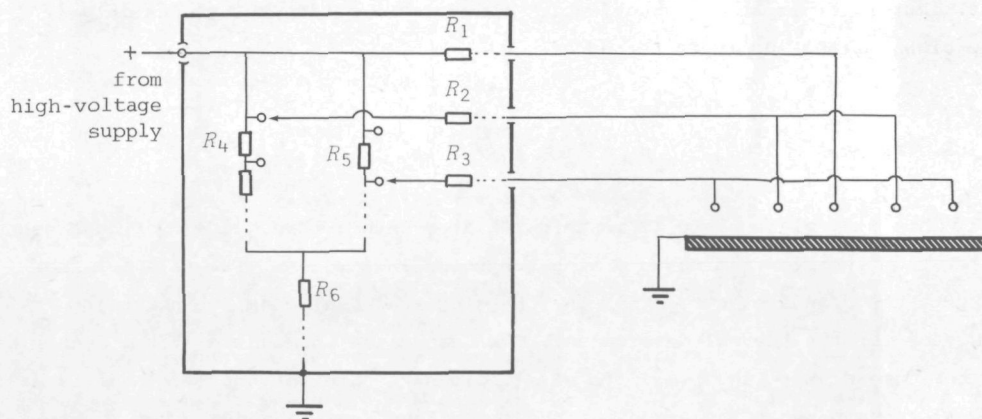 R1
+
from
high-voltage
supply
R2
R4
R5
R3
R6